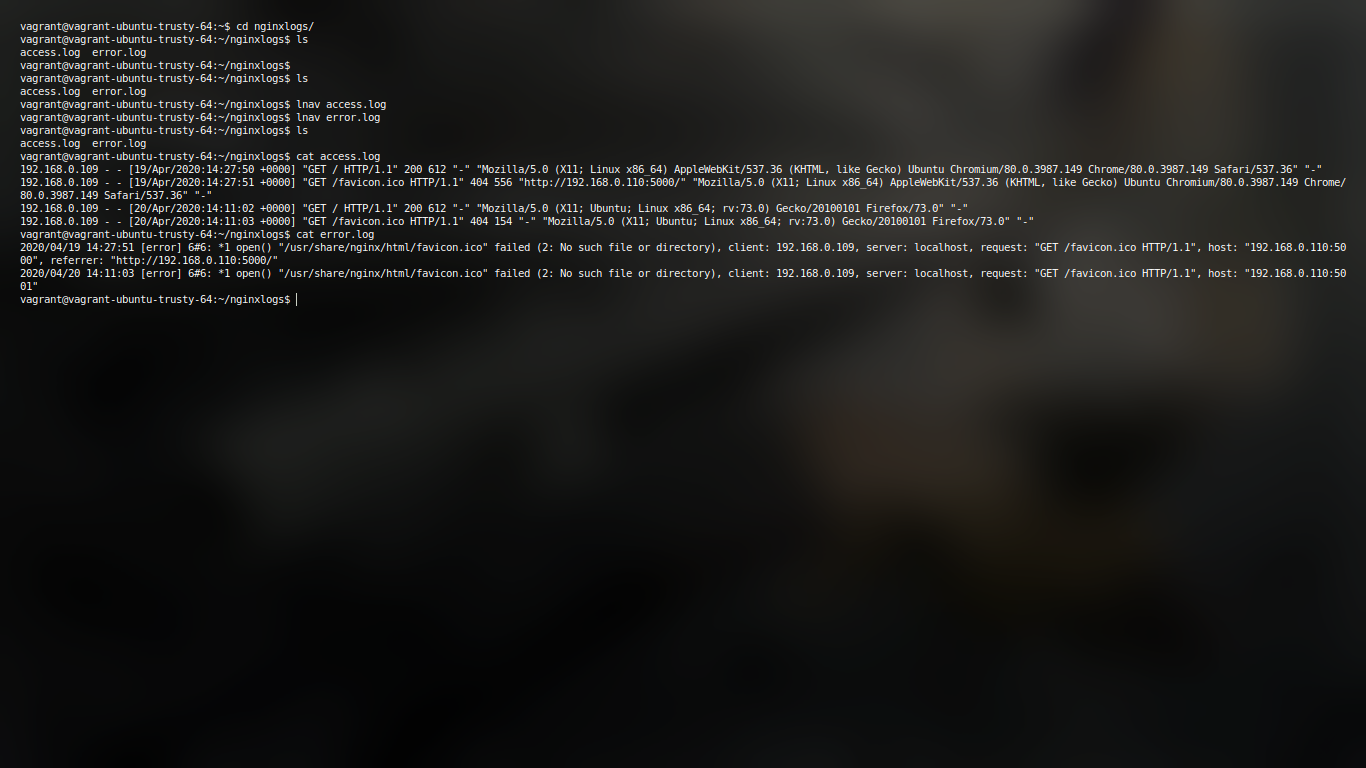 vagrant@vagrant-ubuntu-trusty-64:~$ cd nginxlogs/
vagrant@vagrant-ubuntu-trusty-64:~/nginxlogs$ ls
access.log  error.log
vagrant@vagrant-ubuntu-trusty-64:~/nginxlogs$
vagrant@vagrant-ubuntu-trusty-64:~/nginxlogs$ ls
access.log  error.log
vagrant@vagrant-ubuntu-trusty-64:~/nginxlogs$ lnav access.log
vagrant@vagrant-ubuntu-trusty-64:~/nginxlogs$ lnav error.log
vagrant@vagrant-ubuntu-trusty-64:~/nginxlogs$ ls
access.log  error.log
vagrant@vagrant-ubuntu-trusty-64:~/nginxlogs$ cat access.log
192.168.0.109 - - [19/Apr/2020:14:27:50 +0000] "GET / HTTP/1.1" 200 612 "-" "Mozilla/5.0 (X11; Linux x86_64) AppleWebKit/537.36 (KHTML, like Gecko) Ubuntu Chromium/80.0.3987.149 Chrome/80.0.3987.149 Safari/537.36" "-"
192.168.0.109 - - [19/Apr/2020:14:27:51 +0000] "GET /favicon.ico HTTP/1.1" 404 556 "http://192.168.0.110:5000/" "Mozilla/5.0 (X11; Linux x86_64) AppleWebKit/537.36 (KHTML, like Gecko) Ubuntu Chromium/80.0.3987.149 Chrome/
80.0.3987.149 Safari/537.36" "-"
192.168.0.109 - - [20/Apr/2020:14:11:02 +0000] "GET / HTTP/1.1" 200 612 "-" "Mozilla/5.0 (X11; Ubuntu; Linux x86_64; rv:73.0) Gecko/20100101 Firefox/73.0" "-"
192.168.0.109 - - [20/Apr/2020:14:11:03 +0000] "GET /favicon.ico HTTP/1.1" 404 154 "-" "Mozilla/5.0 (X11; Ubuntu; Linux x86_64; rv:73.0) Gecko/20100101 Firefox/73.0" "-"
vagrant@vagrant-ubuntu-trusty-64:~/nginxlogs$ cat error.log
2020/04/19 14:27:51 [error] 6#6: *1 open() "/usr/share/nginx/html/favicon.ico" failed (2: No such file or directory), client: 192.168.0.109, server: localhost, request: "GET /favicon.ico HTTP/1.1", host: "192.168.0.110:50
00", referrer: "http://192.168.0.110:5000/"
2020/04/20 14:11:03 [error] 6#6: *1 open() "/usr/share/nginx/html/favicon.ico" failed (2: No such file or directory), client: 192.168.0.109, server: localhost, request: "GET /favicon.ico HTTP/1.1", host: "192.168.0.110:50
01"
vagrant@vagrant-ubuntu-trusty-64:~/nginxlogs$